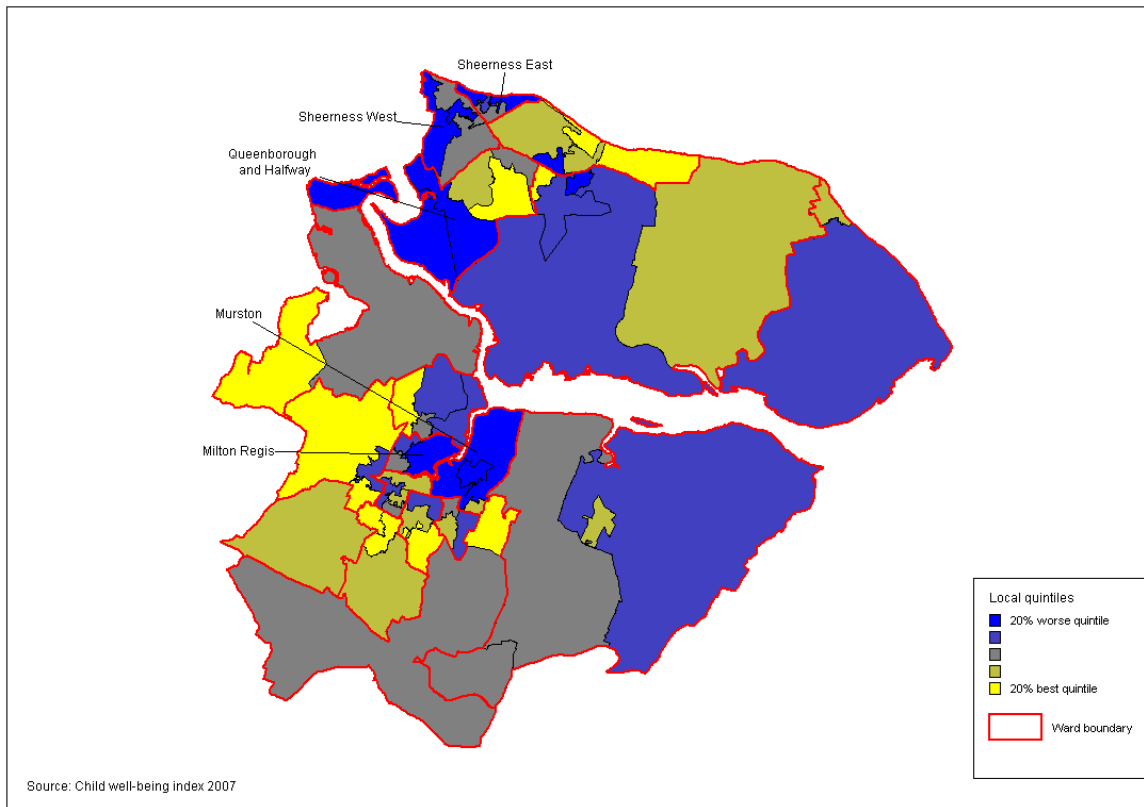 Sheerness East
Sheerness West
Queenborough
and Halfway
Murston
Milton Regis
Local quintiles
20% worse quintile
20% best quintile
Ward boundary
Source: Child well-being index 2007